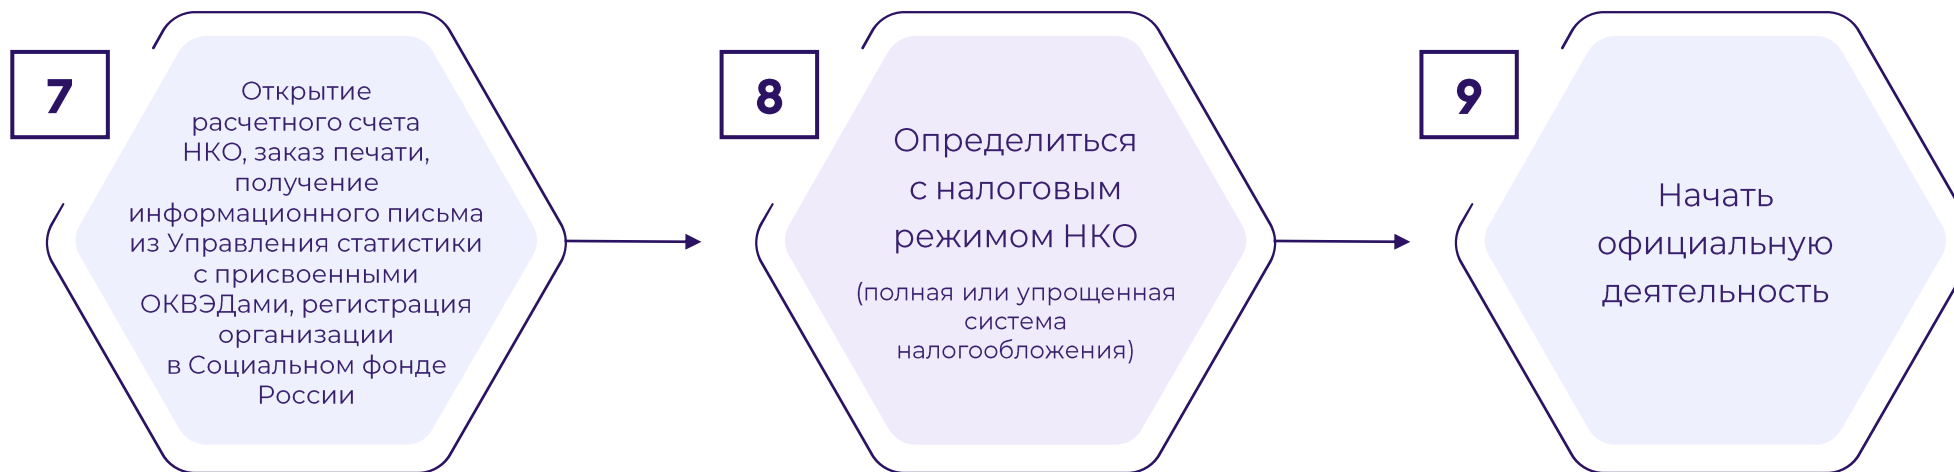 7
Открытие
расчетного счета
НКО, заказ печати,
получение
информационного письма
из Управления статистики
с присвоенными
ОКВЭДами, регистрация
организации
в Социальном фонде
России
8
Определиться
с налоговым
режимом НКО
(полная или упрощенная
система
налогообложения)
9
Начать
официальную
деятельность